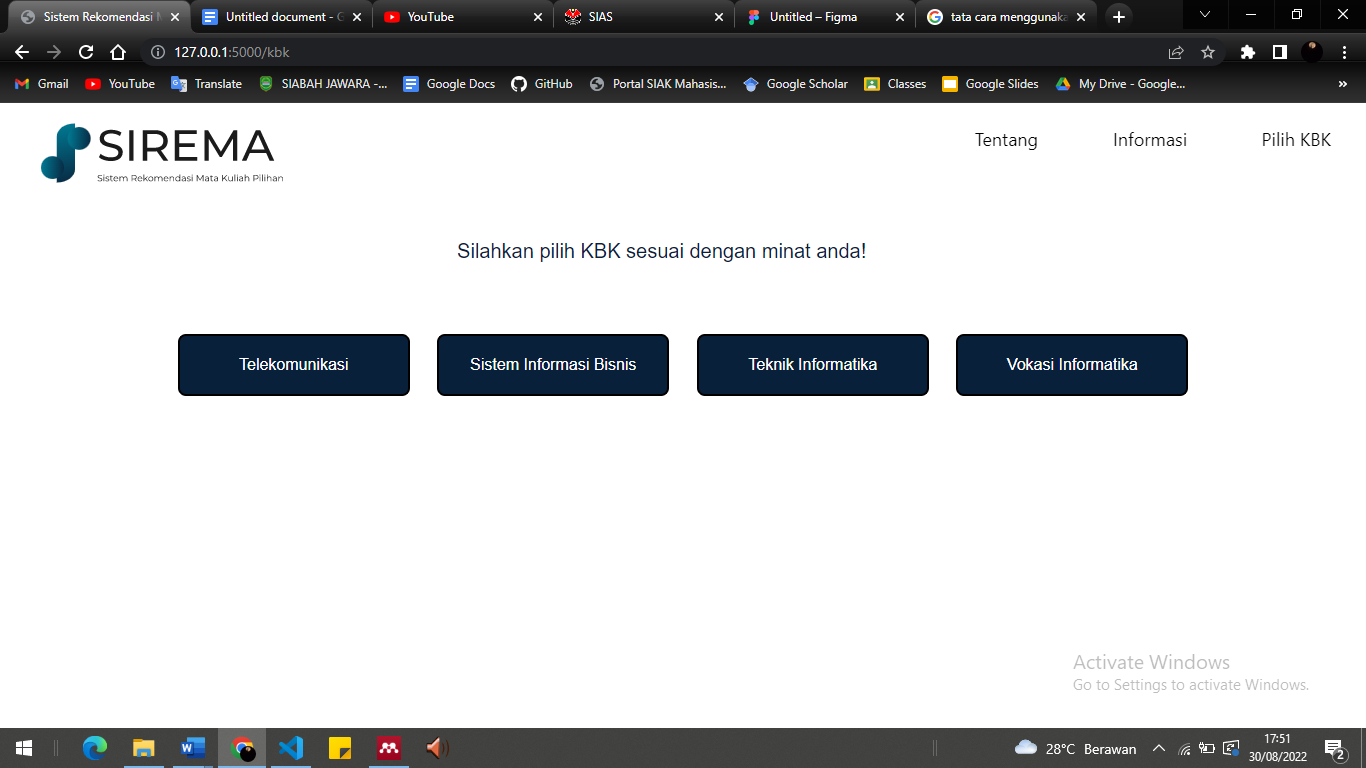 Sistem Rekomendasi M
Untitled document - G
YouTube
SIAS
Untitled – Figma
tata cara menggunaka
127.0.0.1:5000/kbk
Gmail
YouTube
Translate
SIABAH JAWARA -...
Google Docs
GitHub
Portal SIAK Mahasis...
Google Scholar
Classes
Google Slides
My Drive - Google...
»
SIREMA
Sistem Rekomendasi Mata Kuliah Pilihan
Tentang
Informasi
Pilih KBK
Silahkan pilih KBK sesuai dengan minat anda!
Telekomunikasi
Sistem Informasi Bisnis
Teknik Informatika
Vokasi Informatika
Activate Windows
Go to Settings to activate Windows.
28°C Berawan
17:51
30/08/2022
2